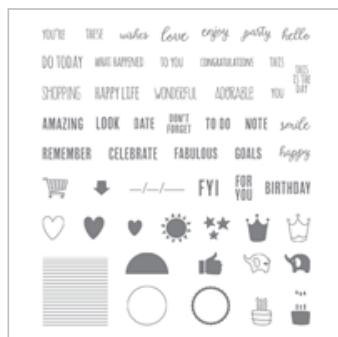 YOU'RE THESE wishes love enjoy party hello
DO TODAY WHAT HAPPENED TO YOU CONGRATULATIONS THIS
THIS IS THE DAY
SHOPPING HAPPY LIFE WONDERFUL ADORABLE YOU
AMAZING LOOK DATE DON'T FORGET TO DO NOTE smile
REMEMBER CELEBRATE FABULOUS GOALS happy
—/—/— FYI FOR YOU BIRTHDAY